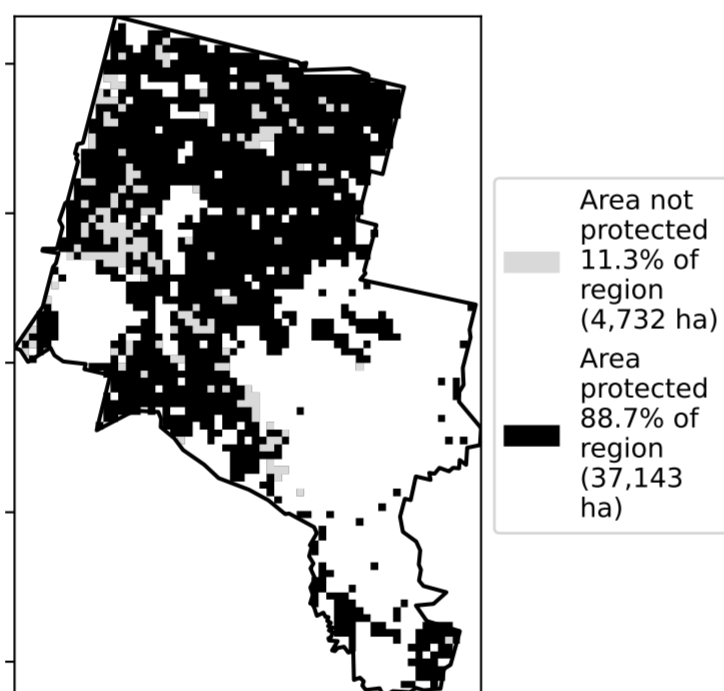 Area not
protected
11.3% of
region
(4,732 ha)
Area
protected
88.7% of
region
(37,143
ha)